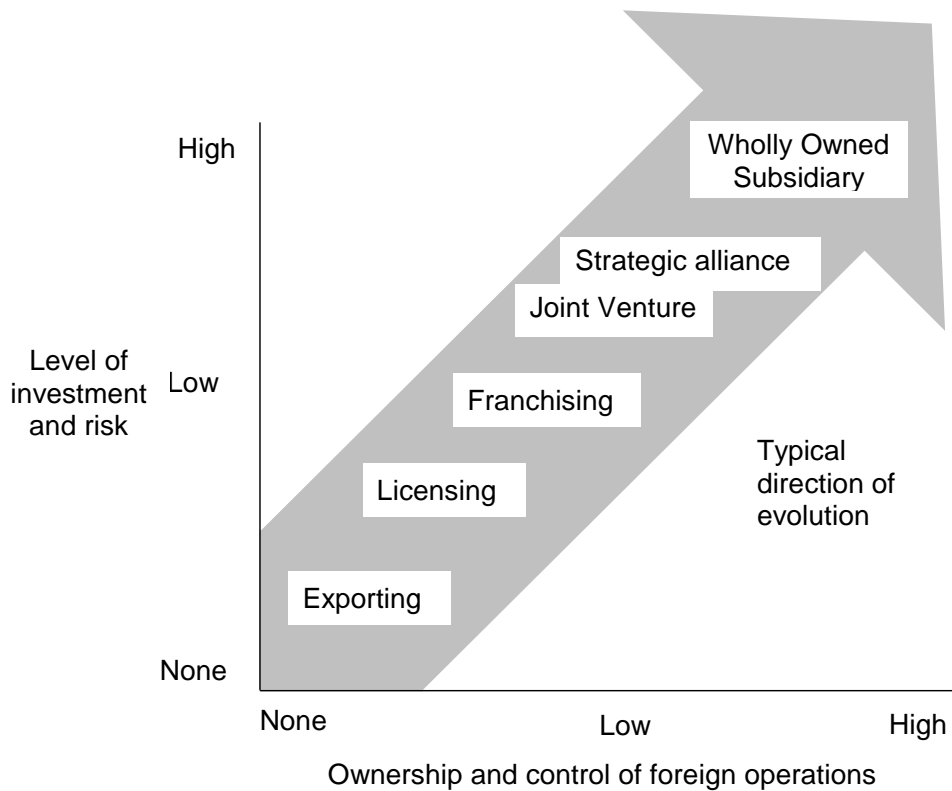 High
Wholly Owned
Subsidiary
Strategic alliance
Joint Venture
Level of
investment
and risk
Low
Franchising
Typical
direction of
evolution
Licensing
Exporting
None
None
Low
High
Ownership and control of foreign operations